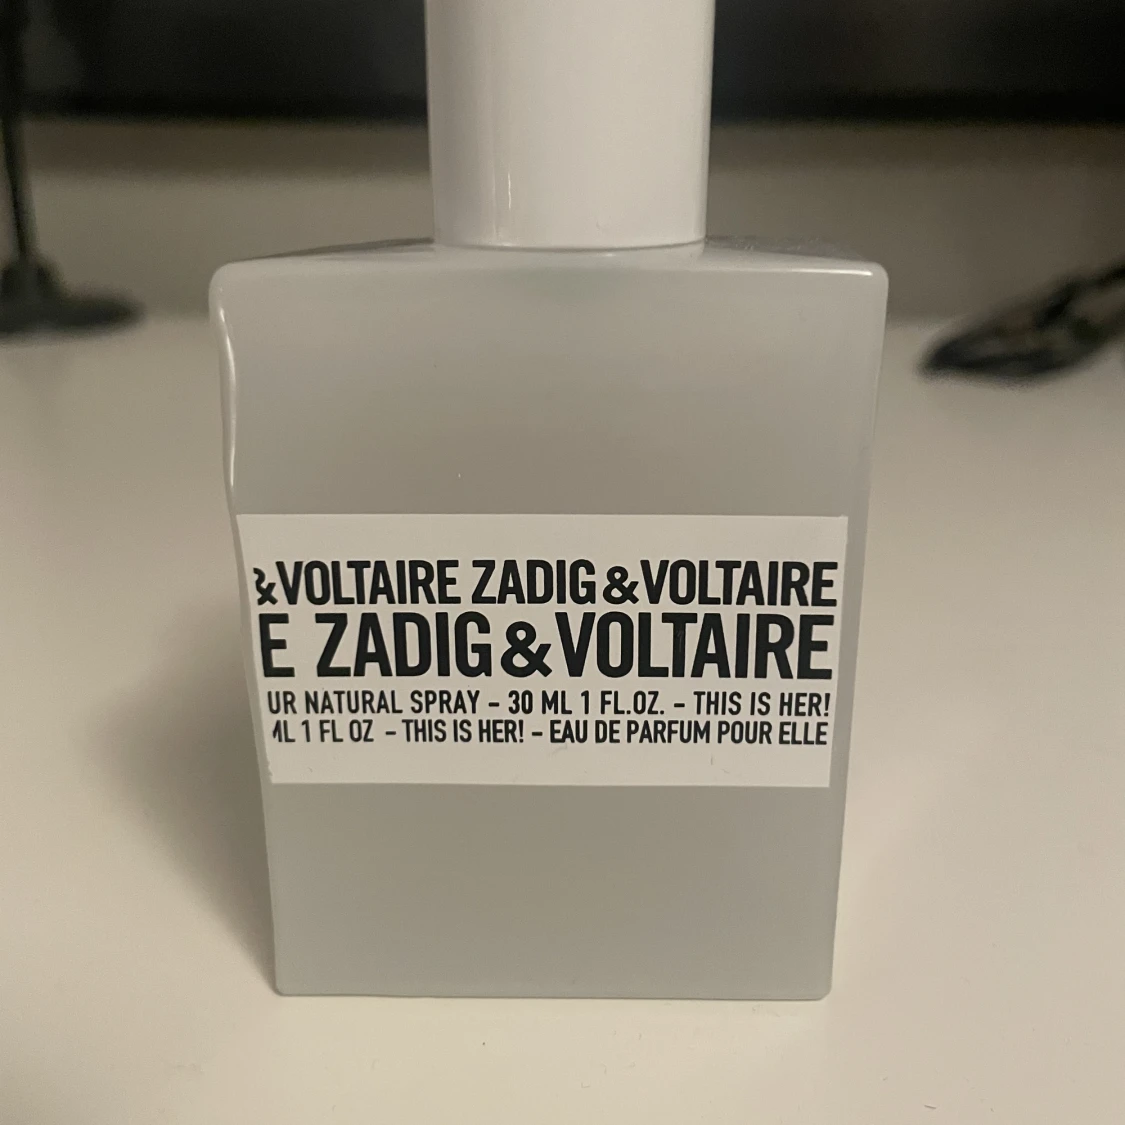 &VOLTAIRE ZADIG&VOLTAIRE
E ZADIG&VOLTAIRE
UR NATURAL SPRAY – 30 ML 1 FL.OZ. – THIS IS HER!
ML 1 FL OZ – THIS IS HER! – EAU DE PARFUM POUR ELLE